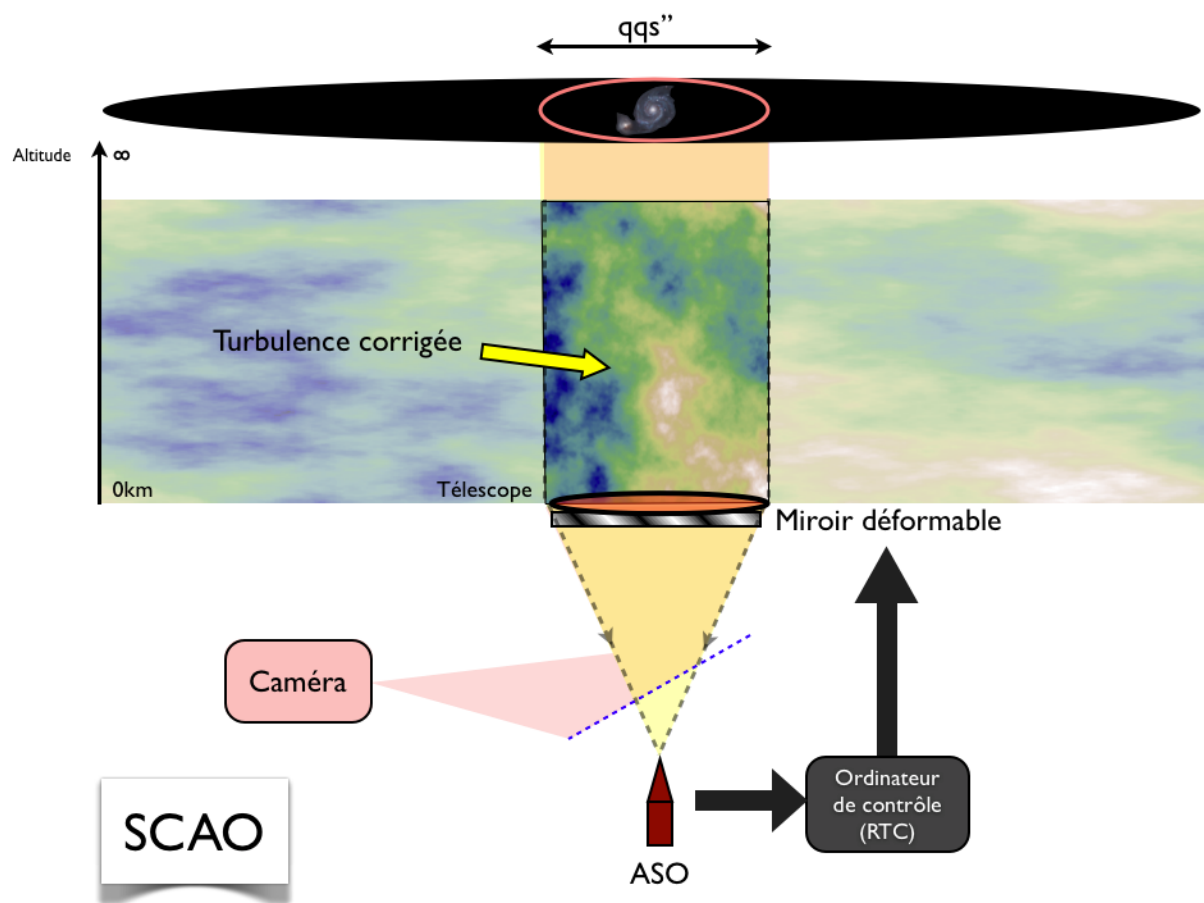 qqs”
Altitude
∞
Turbulence corrigée
0km
Télescope
Miroir déformable
Caméra
Ordinateur
de contrôle
(RTC)
SCAO
ASO